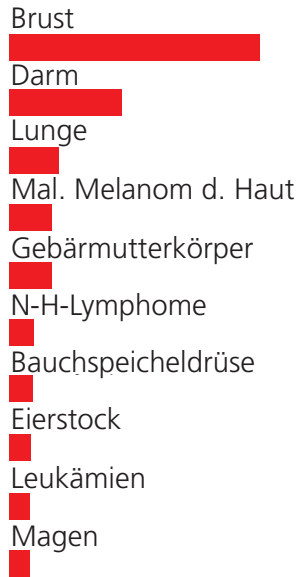 Brust
Darm
Lunge
Mal. Melanom d. Haut
Gebärmutterkörper
N-H-Lymphome
Bauchspeicheldrüse
Eierstock
Leukämien
Magen